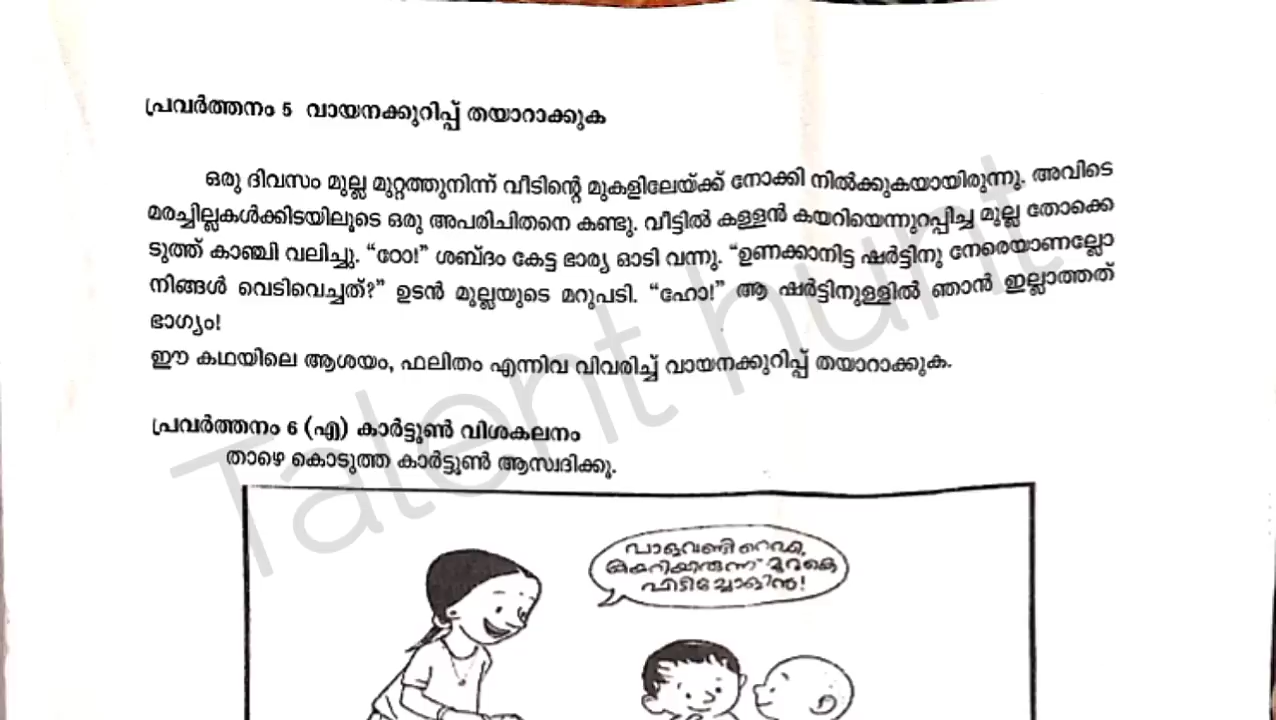 പ്രവർത്തനം 5 വായനക്കുറിപ്പ് തയാറാക്കുക
ഒരു ദിവസം മുല്ല മുറ്റത്തുനിന്ന് വീടിന്റെ മുകളിലേയ്ക്ക് നോക്കി നിൽക്കുകയായിരുന്നു. അവിടെ
മരച്ചില്ലകൾക്കിടയിലൂടെ ഒരു അപരിചിതനെ കണ്ടു. വീട്ടിൽ കള്ളൻ കയറിയെന്നുറപ്പിച്ച മുല്ല തോക്കെ
ടുത്ത് കാഞ്ചി വലിച്ചു. “ഠോ!” ശബ്ദം കേട്ട ഭാര്യ ഓടി വന്നു. “ഉണക്കാനിട്ട ഷർട്ടിനു നേരെയാണല്ലോ
നിങ്ങൾ വെടിവെച്ചത്?” ഉടൻ മുല്ലയുടെ മറുപടി. “ഹോ!” ആ ഷർട്ടിനുള്ളിൽ ഞാൻ ഇല്ലാത്തത്
ഭാഗ്യം!
ഈ കഥയിലെ ആശയം, ഫലിതം എന്നിവ വിവരിച്ച് വായനക്കുറിപ്പ് തയാറാക്കുക.
പ്രവർത്തനം 6 (എ) കാർട്ടൂൺ വിശകലനം
താഴെ കൊടുത്ത കാർട്ടൂൺ ആസ്വദിക്കൂ.
പാളവണ്ടി റെഡി,
മുറുകെ
പിടിച്ചോളിൻ!
Talent hunt